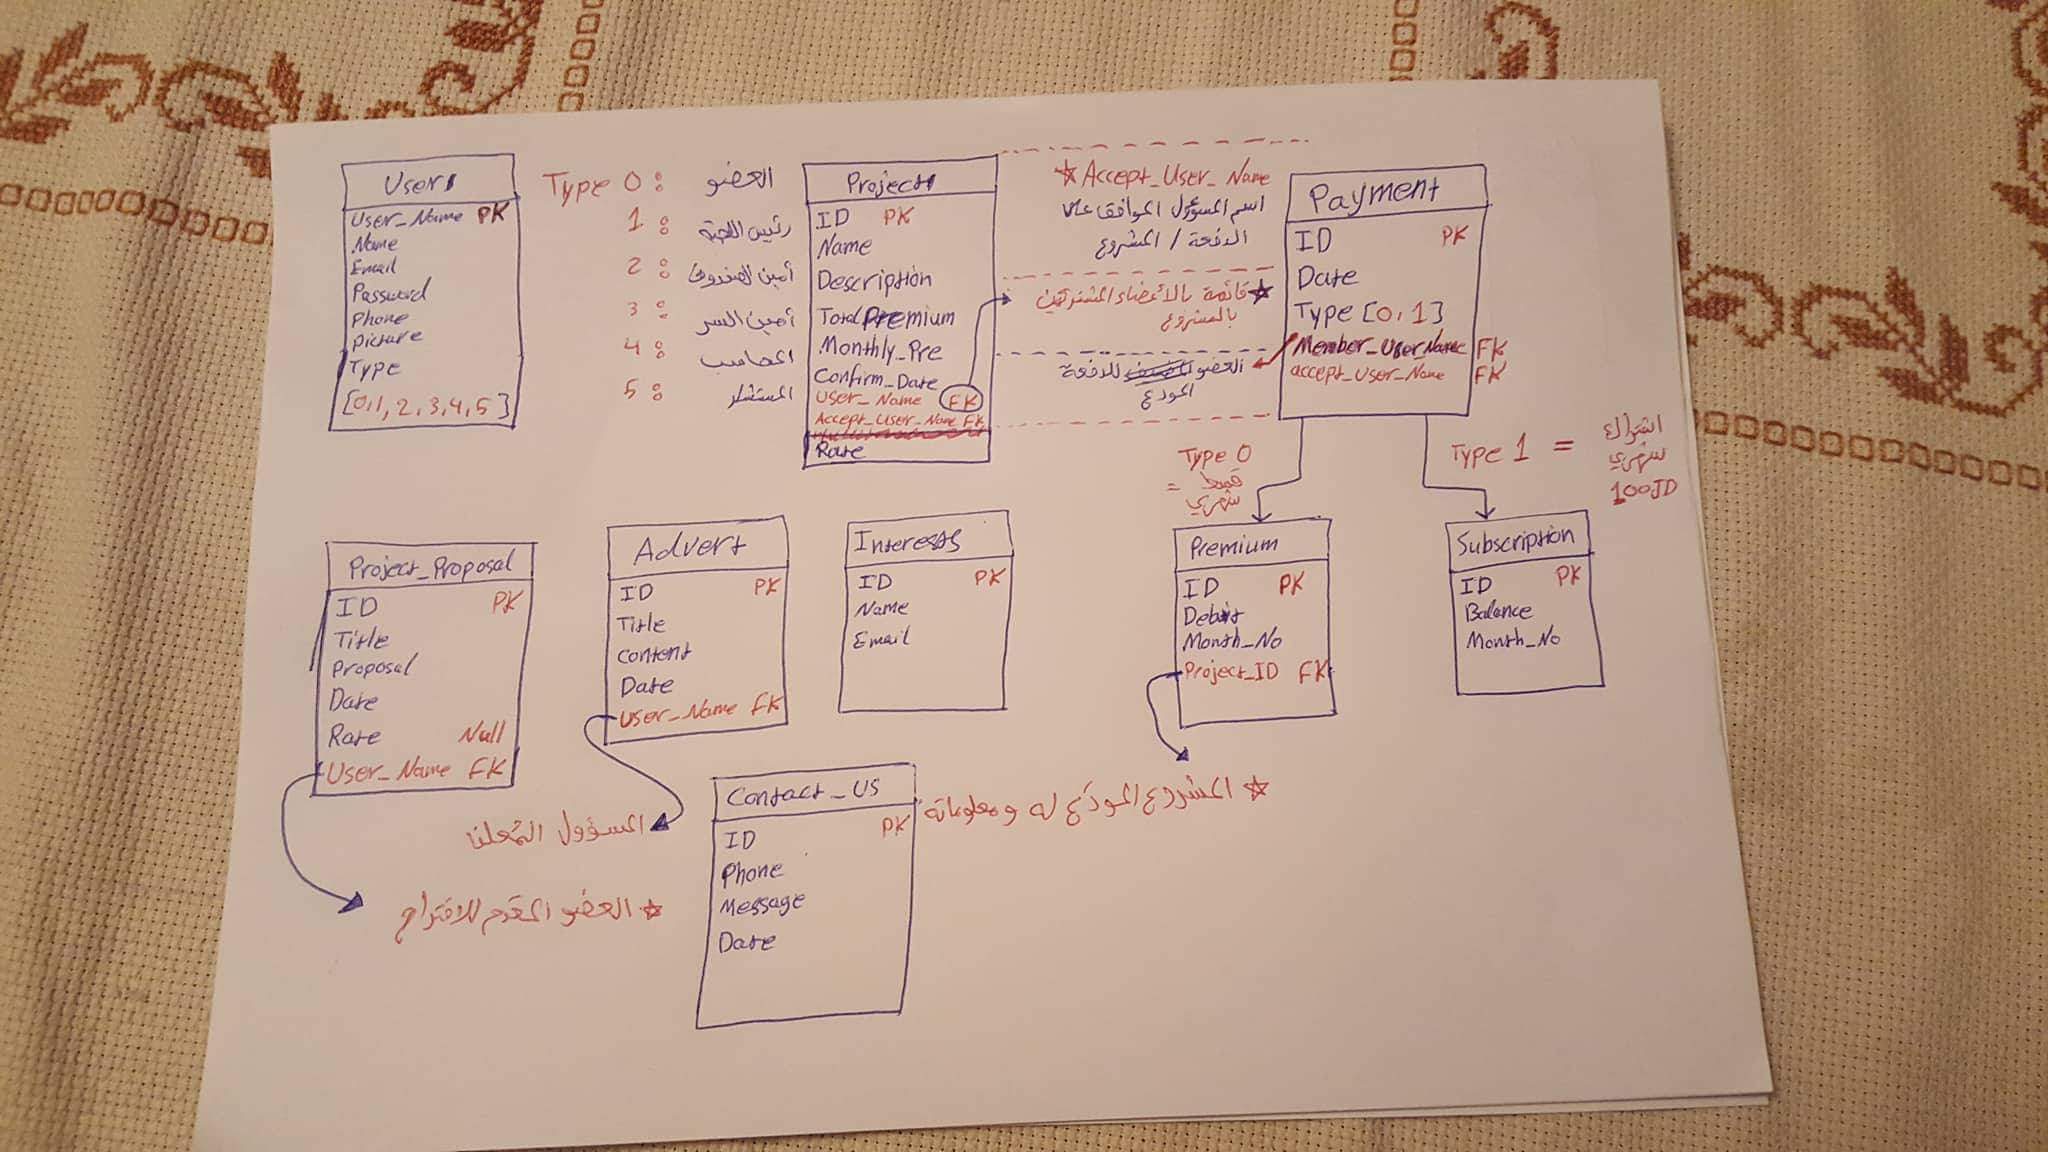 Users
User_Name PK
Name
Email
Password
Phone
Picture
Type
[0,1,2,3,4,5]
Type 0: العضو
1: رئيس اللجنة
2: أمين الصندوق
3: أمين السر
4: المحاسب
5: المستشار
Project
ID PK
Name
Description
Total Premium
Monthly_Pre
Confirm_Date
User_Name FK
Accept_User_Name FK
Rate
☆ Accept_User_Name
اسم المسؤول الموافق على
الدفعة / المشروع
☆ قائمة بالأعضاء المشتركين
بالمشروع
العضو للدفعة
المودع
Payment
ID PK
Date
Type [0,1]
Member_User_Name FK
accept_User_Name FK
Type 0
= قسط
شهري
Type 1 = اشتراك
شهري
100JD
Project_Proposal
ID PK
Title
Proposal
Date
Rate Null
User_Name FK
☆ العضو المقدم للاقتراح
Advert
ID PK
Title
Content
Date
User_Name FK
المسؤول المعلن
Interests
ID PK
Name
Email
Premium
ID PK
Debit
Month_No
Project_ID FK
☆ المشروع المودع له ومعلوماته
Subscription
ID PK
Balance
Month_No
Contact_US
ID PK
Phone
Message
Date